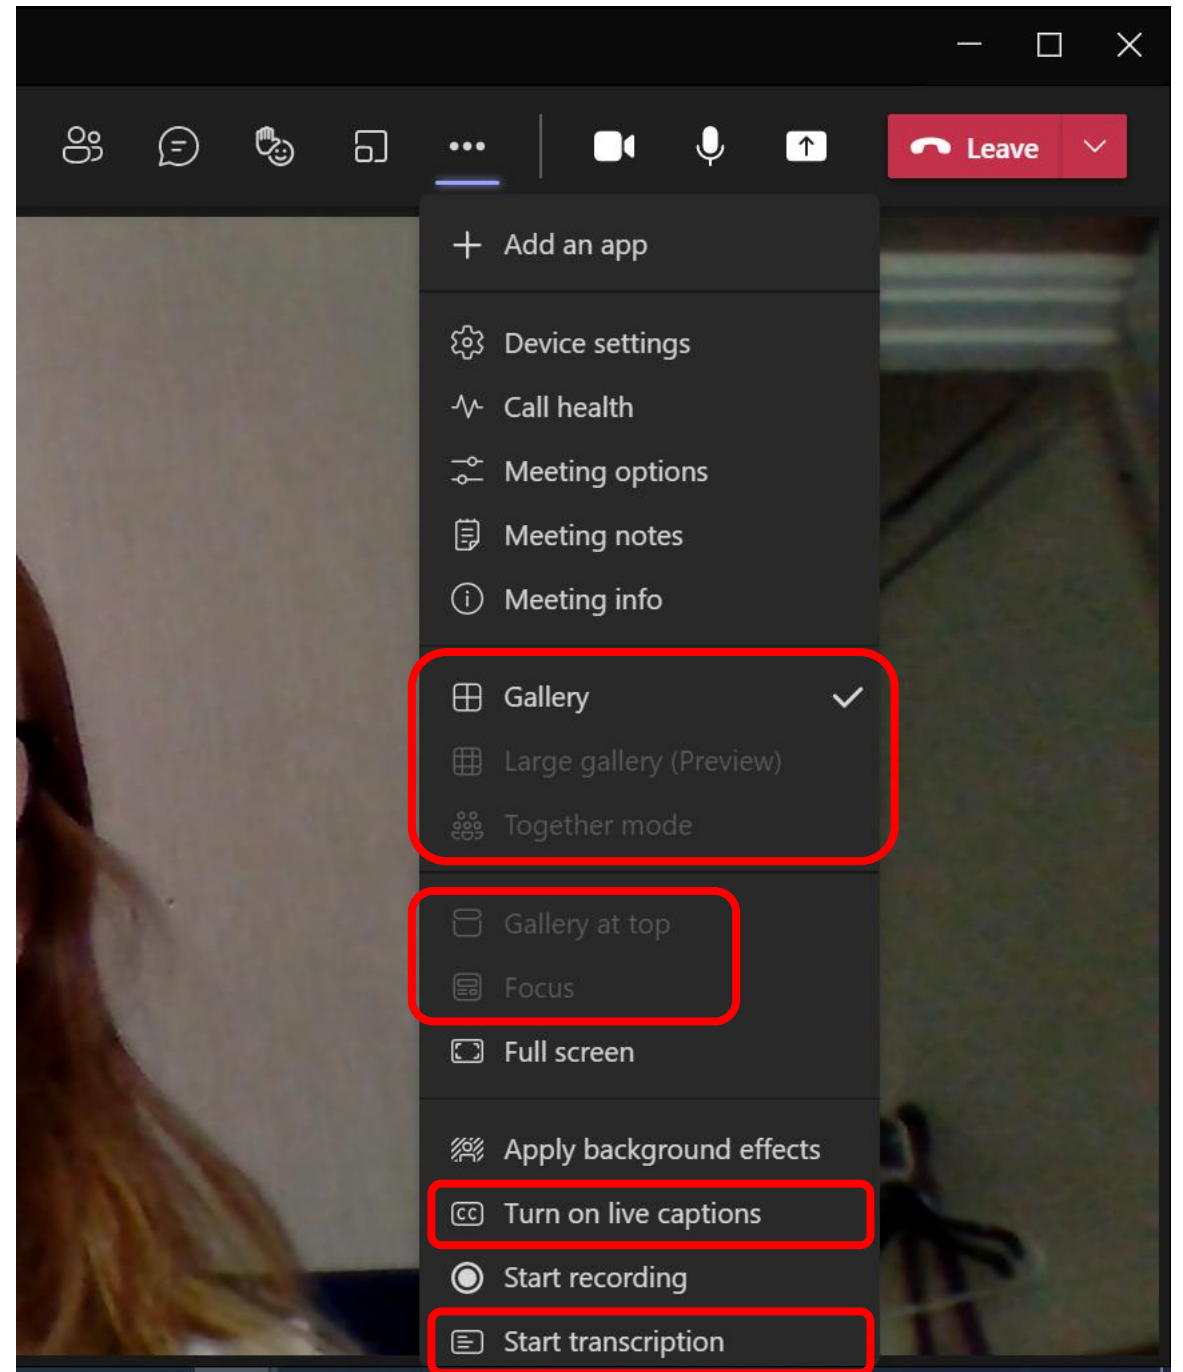 Leave
Add an app
Device settings
Call health
Meeting options
Meeting notes
Meeting info
Gallery
Large gallery (Preview)
Together mode
Gallery at top
Focus
Full screen
Apply background effects
CC Turn on live captions
Start recording
Start transcription